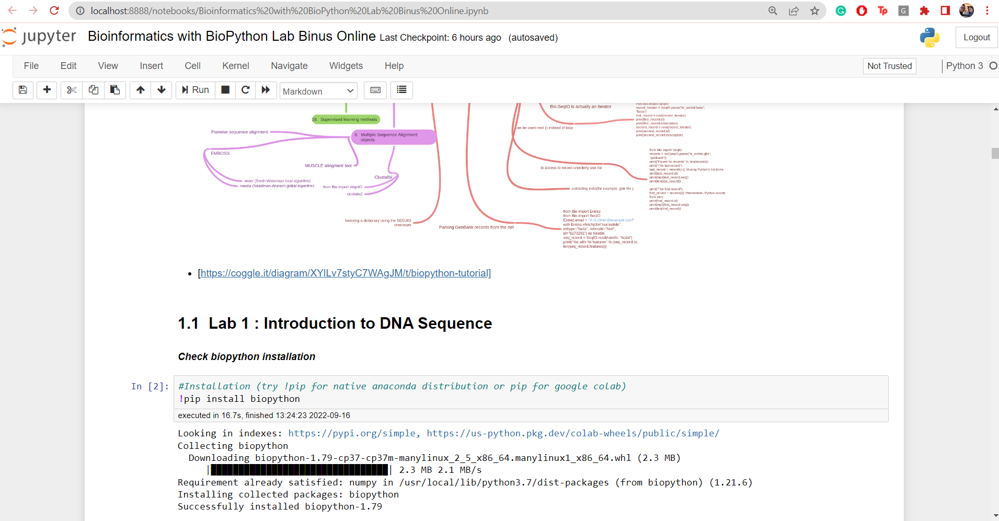 localhost:8888/notebooks/Bioinformatics%20with%20BioPython%20Lab%20Binus%20Online.ipynb
jupyter Bioinformatics with BioPython Lab Binus Online Last Checkpoint: 6 hours ago (autosaved)
Logout
File Edit View Insert Cell Kernel Navigate Widgets Help
Not Trusted
Python 3
Run
Markdown
16. Supervised learning methods
Pairwise sequence alignment
6. Multiple Sequence Alignment
objects
EMBOSS
MUSCLE alingment tool
ClustalW
water (Smith-Waterman local algorithm)
needle (Needlman-Wunsch global algorithm)
from Bio import AlignIO
clustalw2
Indexing a dictionary using the SEGUID
checksum
Bio.SeqIO is actually an iterator
can be used next () instead of loop
from Bio import SeqIO
record_iterator = SeqIO.parse("ls_orchid.fasta",
"fasta")
first_record = next(record_iterator)
print(first_record.id)
print(first_record.description)
second_record = next(record_iterator)
print(second_record.id)
print(second_record.description)
to access to record unorderly use list
from Bio import SeqIO
records = list(SeqIO.parse("ls_orchid.gbk",
"genbank"))
print("Found %i records" % len(records))
print("The last record")
last_record = records[-1] #using Python's list tricks
print(last_record.id)
print(repr(last_record.seq))
print(len(last_record))
print("The first record")
first_record = records[0] #remember, Python counts
from zero
print(first_record.id)
print(repr(first_record.seq))
print(len(first_record))
extracting data(for example, gbk file )
Parsing GenBank records from the net
from Bio import Entrez
from Bio import SeqIO
Entrez.email = "A.N.Other@example.com"
with Entrez.efetch(db="nucleotide",
rettype="fasta", retmode="text",
id="6273291") as handle:
seq_record = SeqIO.read(handle, "fasta")
print("%s with %i features" % (seq_record.id,
len(seq_record.features)))
[https://coggle.it/diagram/XYlLv7styC7WAgJM/t/biopython-tutorial]
1.1 Lab 1 : Introduction to DNA Sequence
Check biopython installation
In [2]: #Installation (try !pip for native anaconda distribution or pip for google colab)
!pip install biopython
executed in 16.7s, finished 13:24:23 2022-09-16
Looking in indexes: https://pypi.org/simple, https://us-python.pkg.dev/colab-wheels/public/simple/
Collecting biopython
Downloading biopython-1.79-cp37-cp37m-manylinux_2_5_x86_64.manylinux1_x86_64.whl (2.3 MB)
2.3 MB 2.1 MB/s
Requirement already satisfied: numpy in /usr/local/lib/python3.7/dist-packages (from biopython) (1.21.6)
Installing collected packages: biopython
Successfully installed biopython-1.79